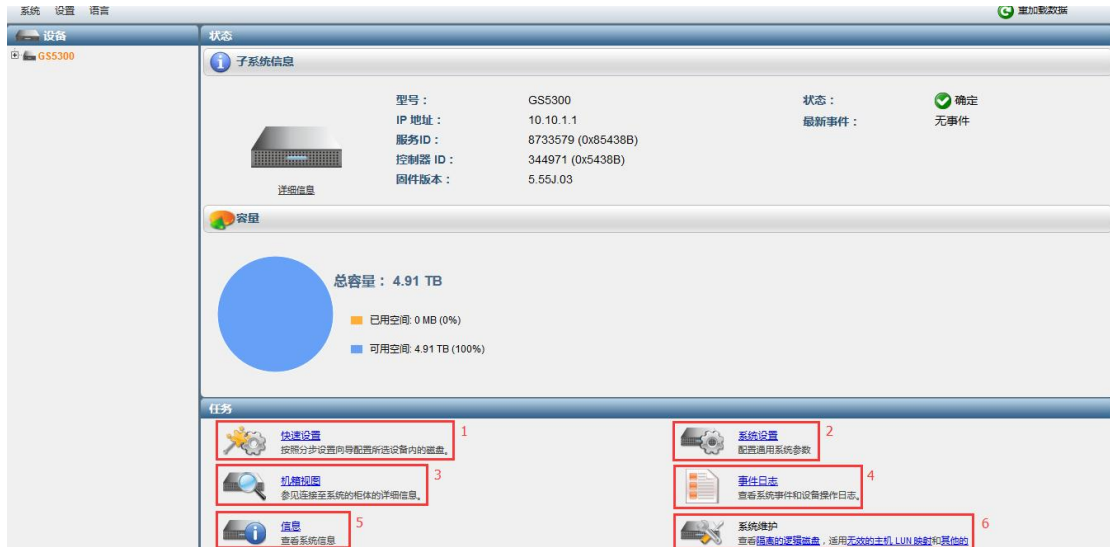 系统 设置 语言
重加载数据
设备
状态
GS5300
子系统信息
型号： GS5300 状态： 确定
IP 地址： 10.10.1.1 最新事件： 无事件
服务ID： 8733579 (0x85438B)
控制器 ID： 344971 (0x5438B)
固件版本： 5.55J.03
详细信息
容量
总容量： 4.91 TB
已用空间: 0 MB (0%)
可用空间: 4.91 TB (100%)
任务
快速设置 1
按照分步设置向导配置所选设备内的磁盘。
系统设置 2
配置通用系统参数
机箱视图 3
参见连接至系统的柜体的详细信息。
事件日志 4
查看系统事件和设备操作日志。
信息 5
查看系统信息
系统维护 6
查看隔离的逻辑磁盘，适用无效的主机 LUN 映射和其他的